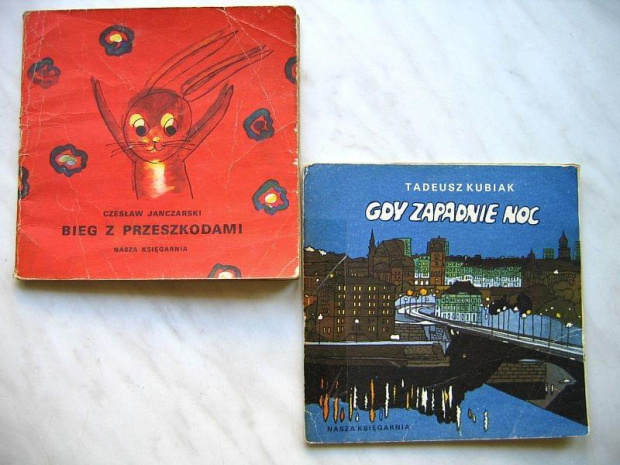 CZESŁAW JANCZARSKI
BIEG Z PRZESZKODAMI
NASZA KSIĘGARNIA
TADEUSZ KUBIAK
GDY ZAPADNIE NOC
NASZA KSIĘGARNIA